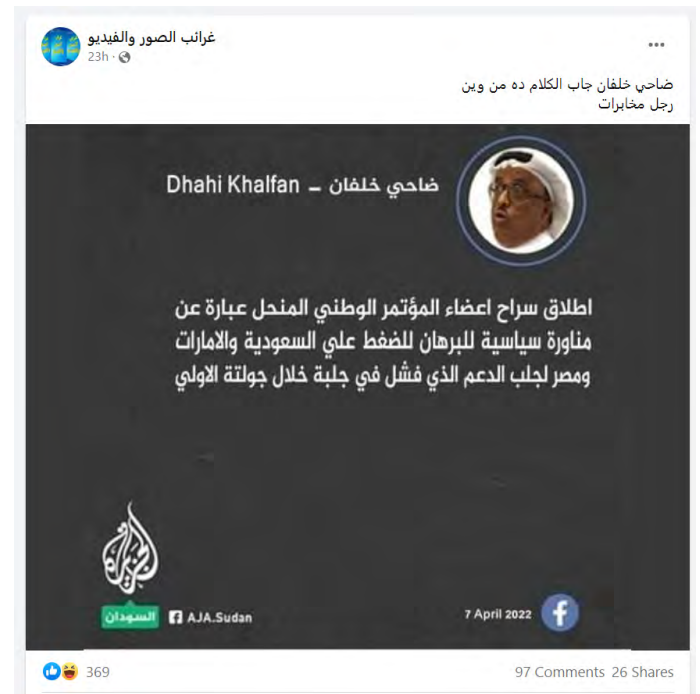 غرائب الصور والفيديو
23h ·
ضاحي خلفان جاب الكلام ده من وين
رجل مخابرات
Dhahi Khalfan – ضاحي خلفان
اطلاق سراح اعضاء المؤتمر الوطني المنحل عبارة عن
مناورة سياسية للبرهان للضغط علي السعودية والامارات
ومصر لجلب الدعم الذي فشل في جلبة خلال جولتة الاولي
الجزيرة
السودان
AJA.Sudan
7 April 2022
369
97 Comments 26 Shares